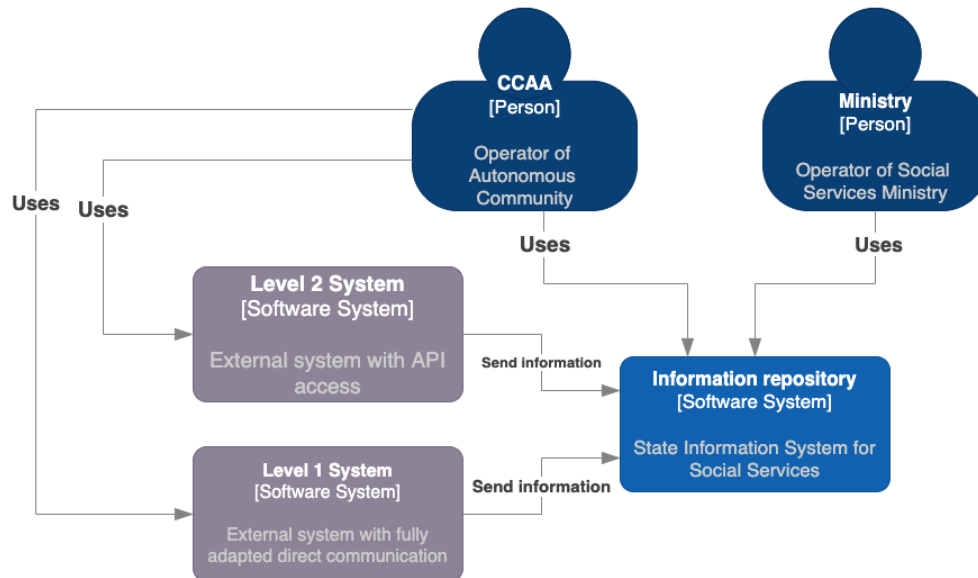 CCAA
[Person]
Operator of
Autonomous
Community
Ministry
[Person]
Operator of Social
Services Ministry
Uses
Uses
Uses
Uses
Level 2 System
[Software System]
External system with API
access
Send information
Information repository
[Software System]
State Information System for
Social Services
Level 1 System
[Software System]
External system with fully
adapted direct communication
Send information